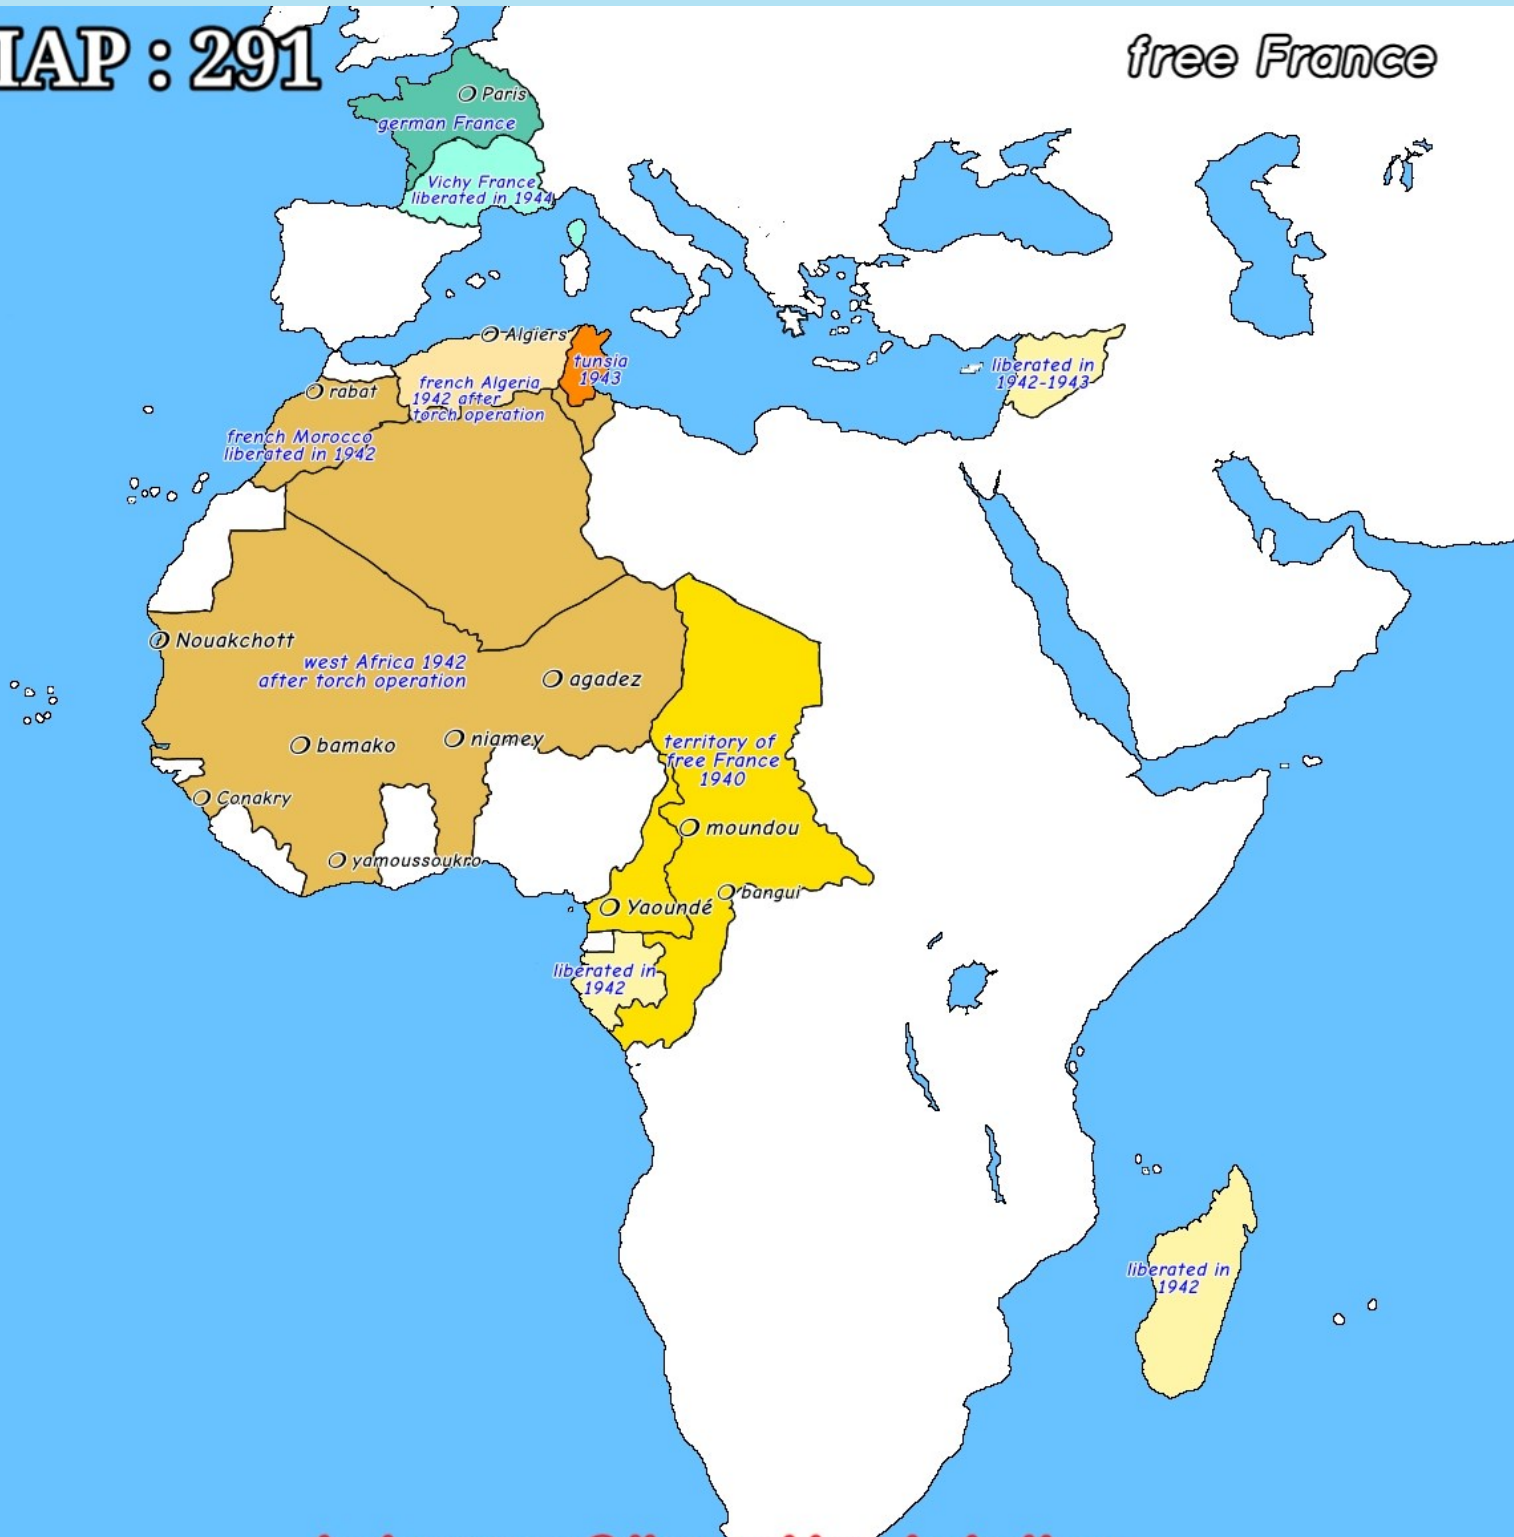 MAP : 291
free France
Paris
german France
Vichy France
liberated in 1944
Algiers
tunsia
1943
liberated in
1942-1943
rabat
french Algeria
1942 after
torch operation
french Morocco
liberated in 1942
Nouakchott
west Africa 1942
after torch operation
agadez
bamako
niamey
territory of
free France
1940
Conakry
moundou
yamoussoukro
bangui
Yaoundé
liberated in
1942
liberated in
1942